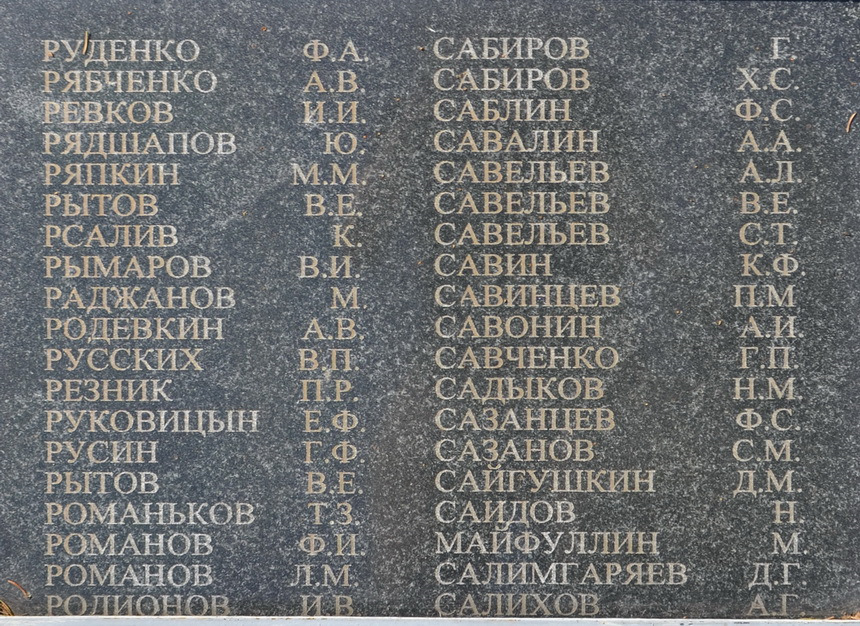 РУДЕНКО Ф.А.
РЯБЧЕНКО А.В.
РЕВКОВ И.И.
РЯДШАПОВ Ю.
РЯПКИН М.М.
РЫТОВ В.Е.
РСАЛИВ К.
РЫМАРОВ В.И.
РАДЖАНОВ М
РОДЕВКИН А.В.
РУССКИХ В.П.
РЕЗНИК П.Р.
РУКОВИЦЫН Е.Ф.
РУСИН Г.Ф
РЫТОВ В.Е.
РОМАНЬКОВ Т.З.
РОМАНОВ Ф.И.
РОМАНОВ Л.М.
РОДИОНОВ И.В
САБИРОВ Г.
САБИРОВ Х.С.
САБЛИН Ф.С.
САВАЛИН А.А.
САВЕЛЬЕВ А.Л.
САВЕЛЬЕВ В.Е.
САВЕЛЬЕВ С.Т.
САВИН К.Ф.
САВИНЦЕВ П.М
САВОНИН А.И.
САВЧЕНКО Г.П.
САДЫКОВ Н.М.
САЗАНЦЕВ Ф.С.
САЗАНОВ С.М.
САЙГУШКИН Д.М.
САИДОВ Н.
МАЙФУЛЛИН М.
САЛИМГАРЯЕВ Д.Г.
САЛИХОВ А.Г